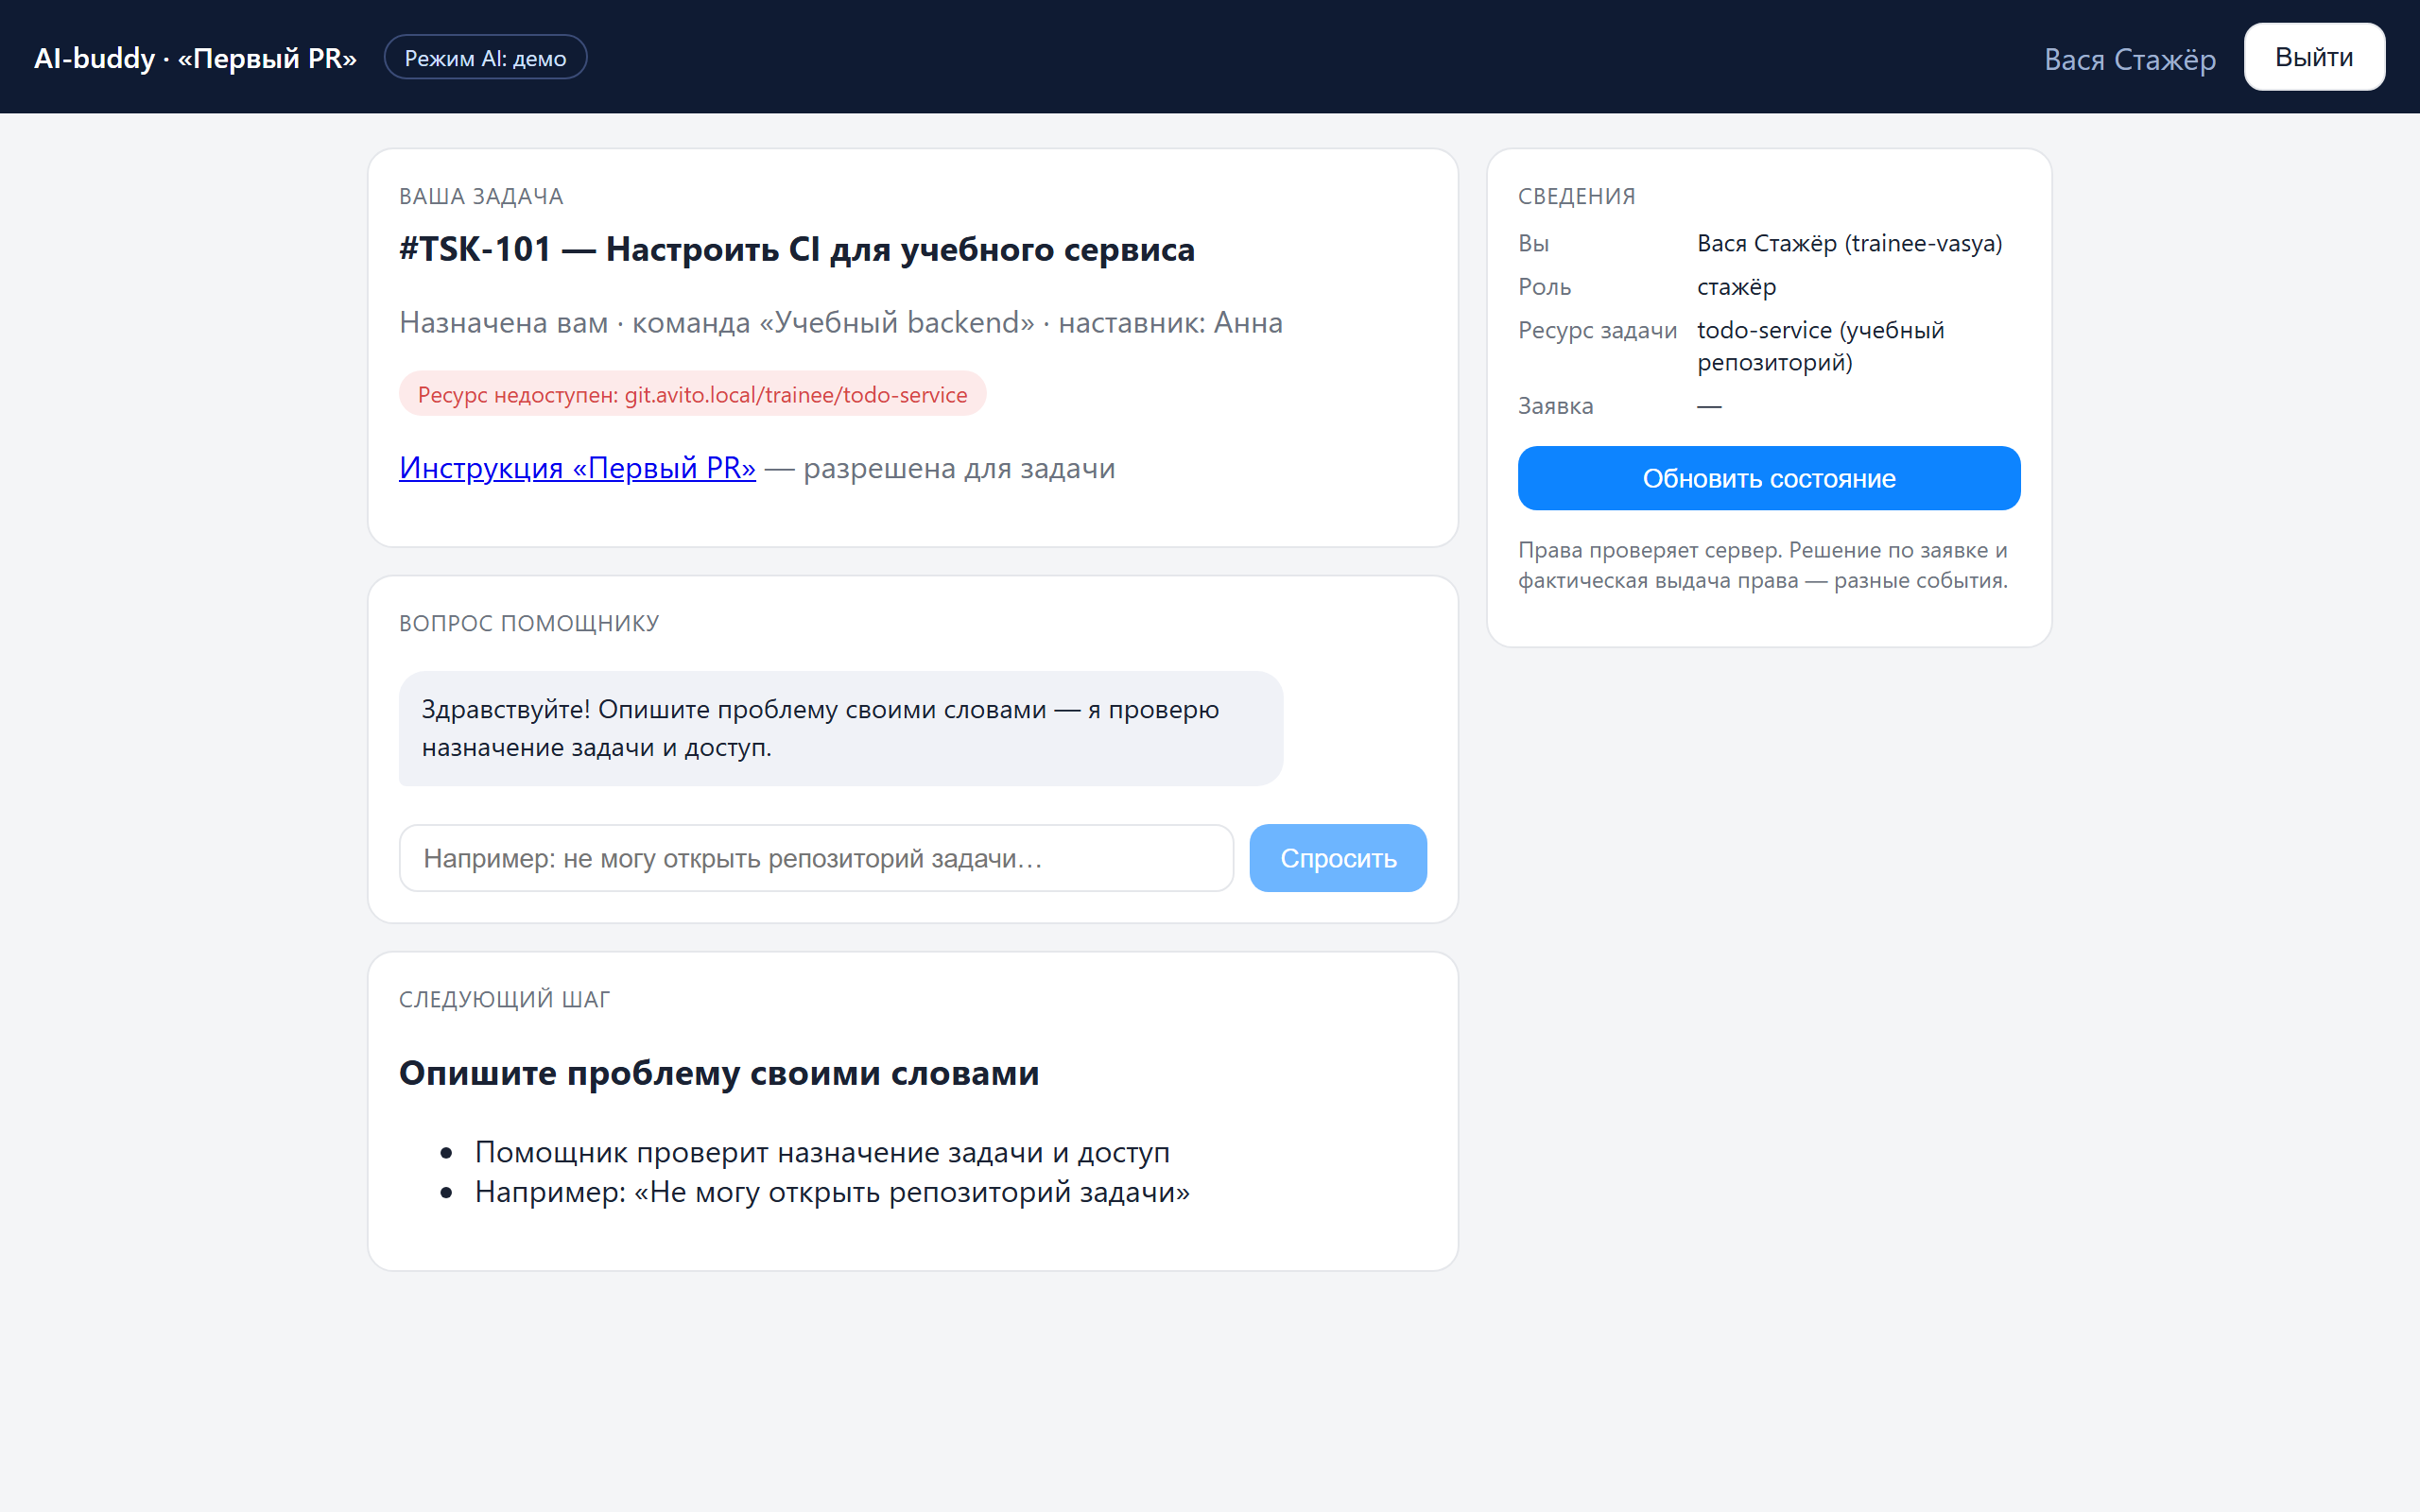 AI-buddy · «Первый PR»
Режим AI: демо
Вася Стажёр
Выйти
ВАША ЗАДАЧА
#TSK-101 — Настроить CI для учебного сервиса
Назначена вам · команда «Учебный backend» · наставник: Анна
Ресурс недоступен: git.avito.local/trainee/todo-service
Инструкция «Первый PR» — разрешена для задачи
ВОПРОС ПОМОЩНИКУ
Здравствуйте! Опишите проблему своими словами — я проверю
назначение задачи и доступ.
Например: не могу открыть репозиторий задачи...
Спросить
СЛЕДУЮЩИЙ ШАГ
Опишите проблему своими словами
• Помощник проверит назначение задачи и доступ
• Например: «Не могу открыть репозиторий задачи»
СВЕДЕНИЯ
Вы Вася Стажёр (trainee-vasya)
Роль стажёр
Ресурс задачи todo-service (учебный
репозиторий)
Заявка —
Обновить состояние
Права проверяет сервер. Решение по заявке и
фактическая выдача права — разные события.